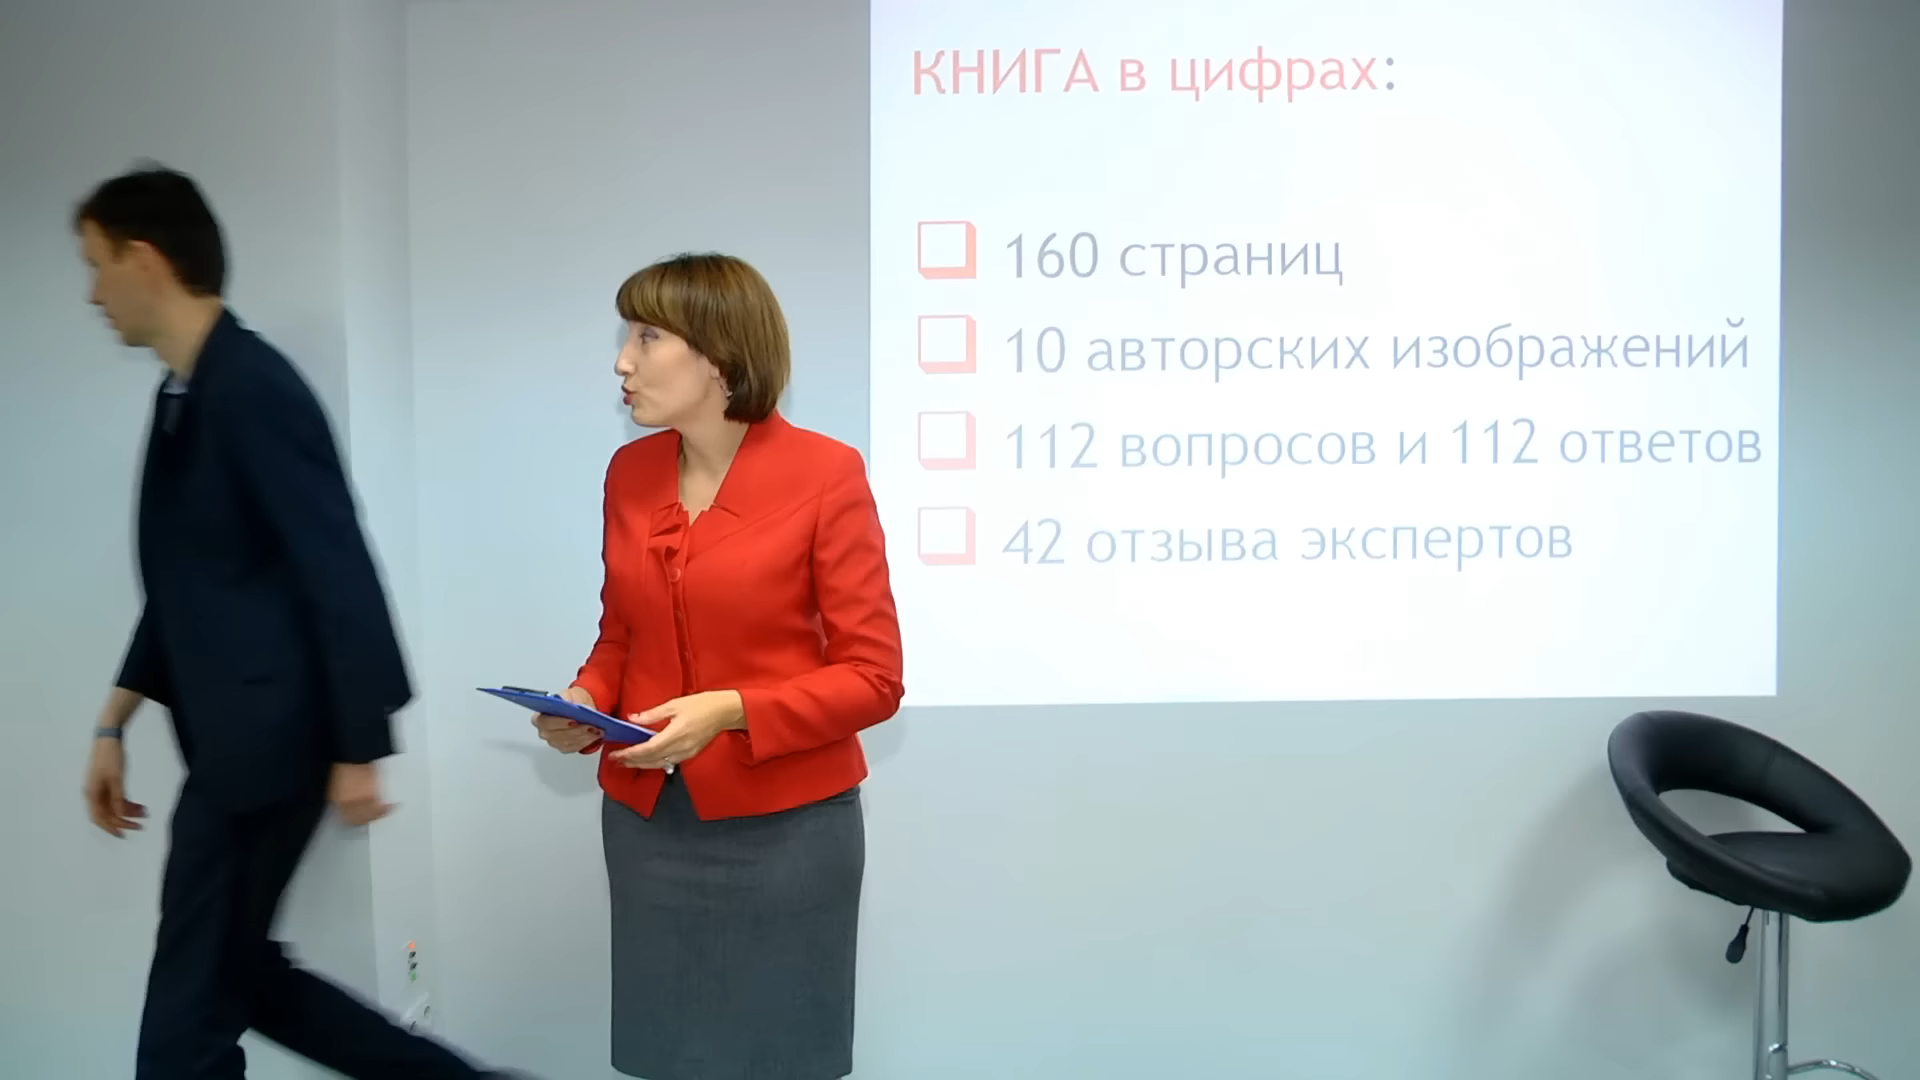 КНИГА в цифрах:
160 страниц
10 авторских изображений
112 вопросов и 112 ответов
42 отзыва экспертов